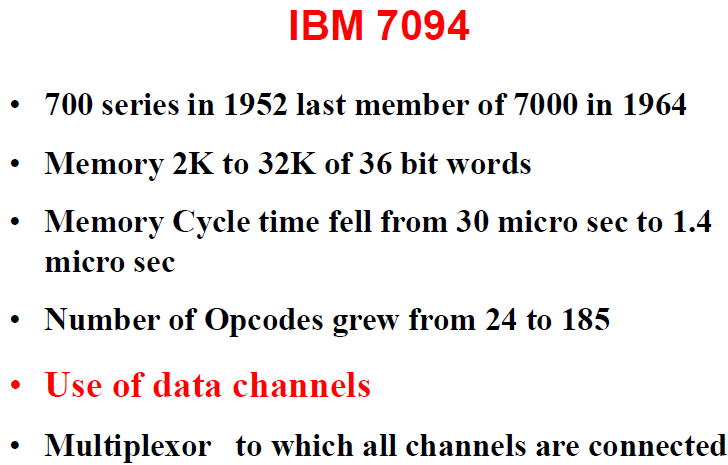 IBM 7094
• 700 series in 1952 last member of 7000 in 1964
• Memory 2K to 32K of 36 bit words
• Memory Cycle time fell from 30 micro sec to 1.4
micro sec
• Number of Opcodes grew from 24 to 185
• Use of data channels
• Multiplexor to which all channels are connected